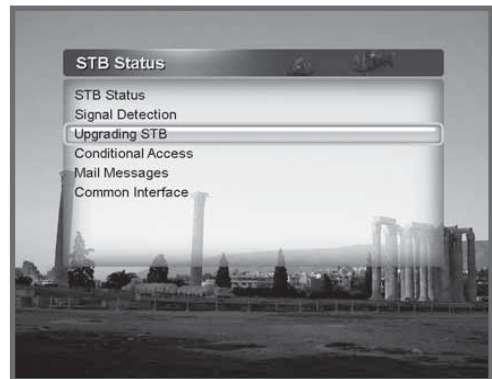 STB Status
STB Status
Signal Detection
Upgrading STB
Conditional Access
Mail Messages
Common Interface